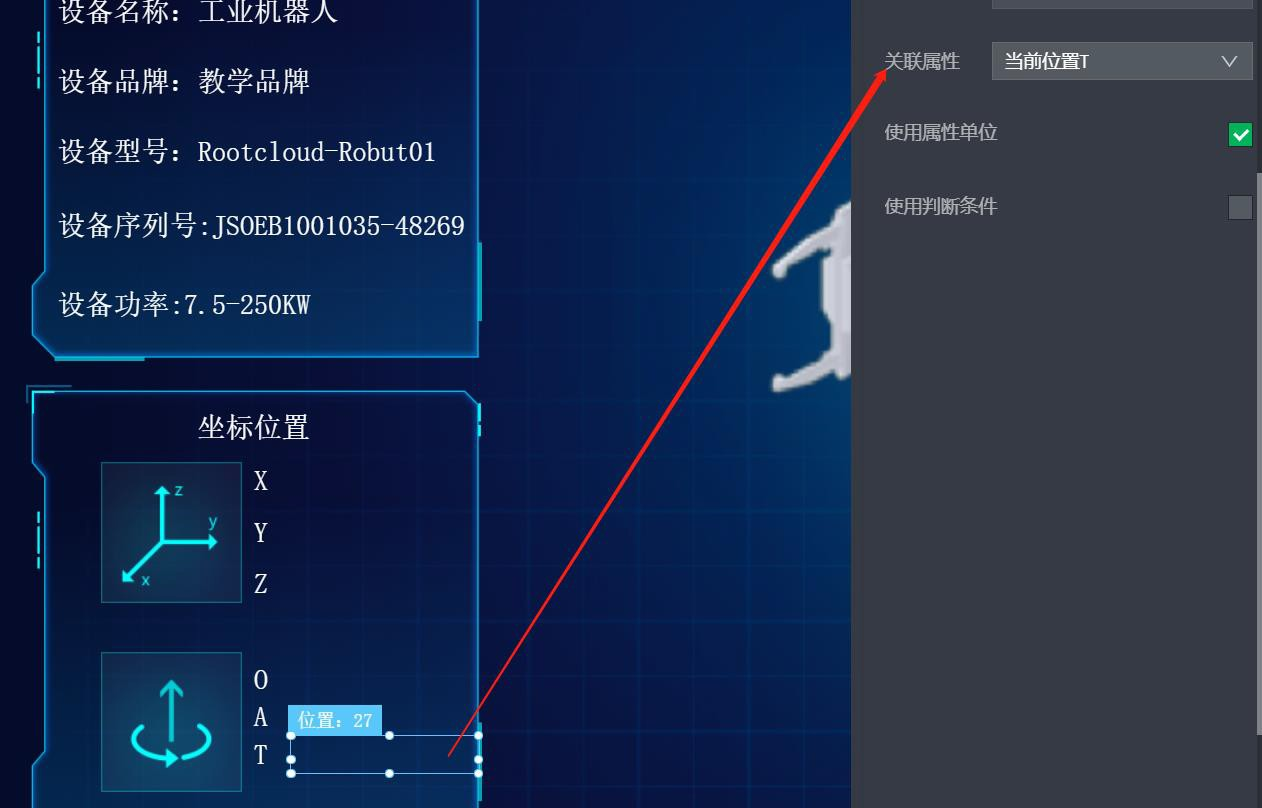 设备名称：工业机器人
设备品牌：教学品牌
设备型号：Rootcloud-Robut01
设备序列号:JSOEB1001035-48269
设备功率:7.5-250KW
坐标位置
z
y
x
X
Y
Z
O
A
T
位置：27
关联属性
当前位置T
使用属性单位
使用判断条件